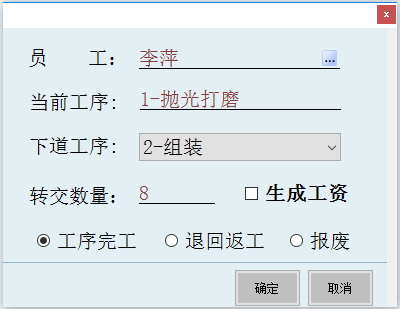 员 工： 李萍 ...
当前工序: 1-抛光打磨
下道工序: 2-组装
转交数量: 8 生成工资
工序完工 退回返工 报废
确定 取消